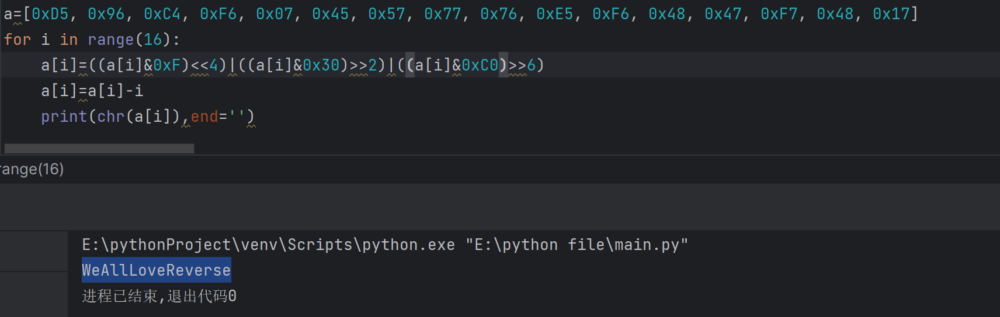 a=[0xD5, 0x96, 0xC4, 0xF6, 0x07, 0x45, 0x57, 0x77, 0x76, 0xE5, 0xF6, 0x48, 0x47, 0xF7, 0x48, 0x17]
for i in range(16):
    a[i]=((a[i]&0xF)<<4)|((a[i]&0x30)>>2)|((a[i]&0xC0)>>6)
    a[i]=a[i]-i
    print(chr(a[i]),end='')
range(16)
E:\pythonProject\venv\Scripts\python.exe "E:\python file\main.py"
WeAllLoveReverse
进程已结束,退出代码0